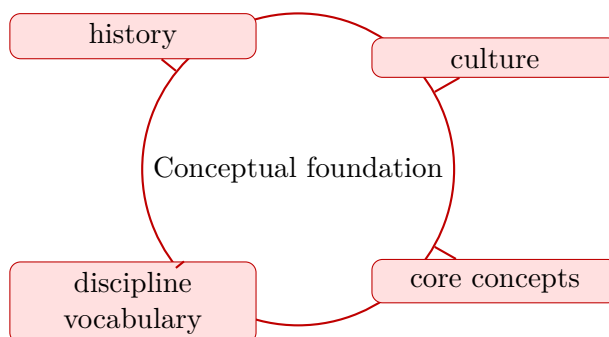 history
culture
Conceptual foundation
discipline
vocabulary
core concepts